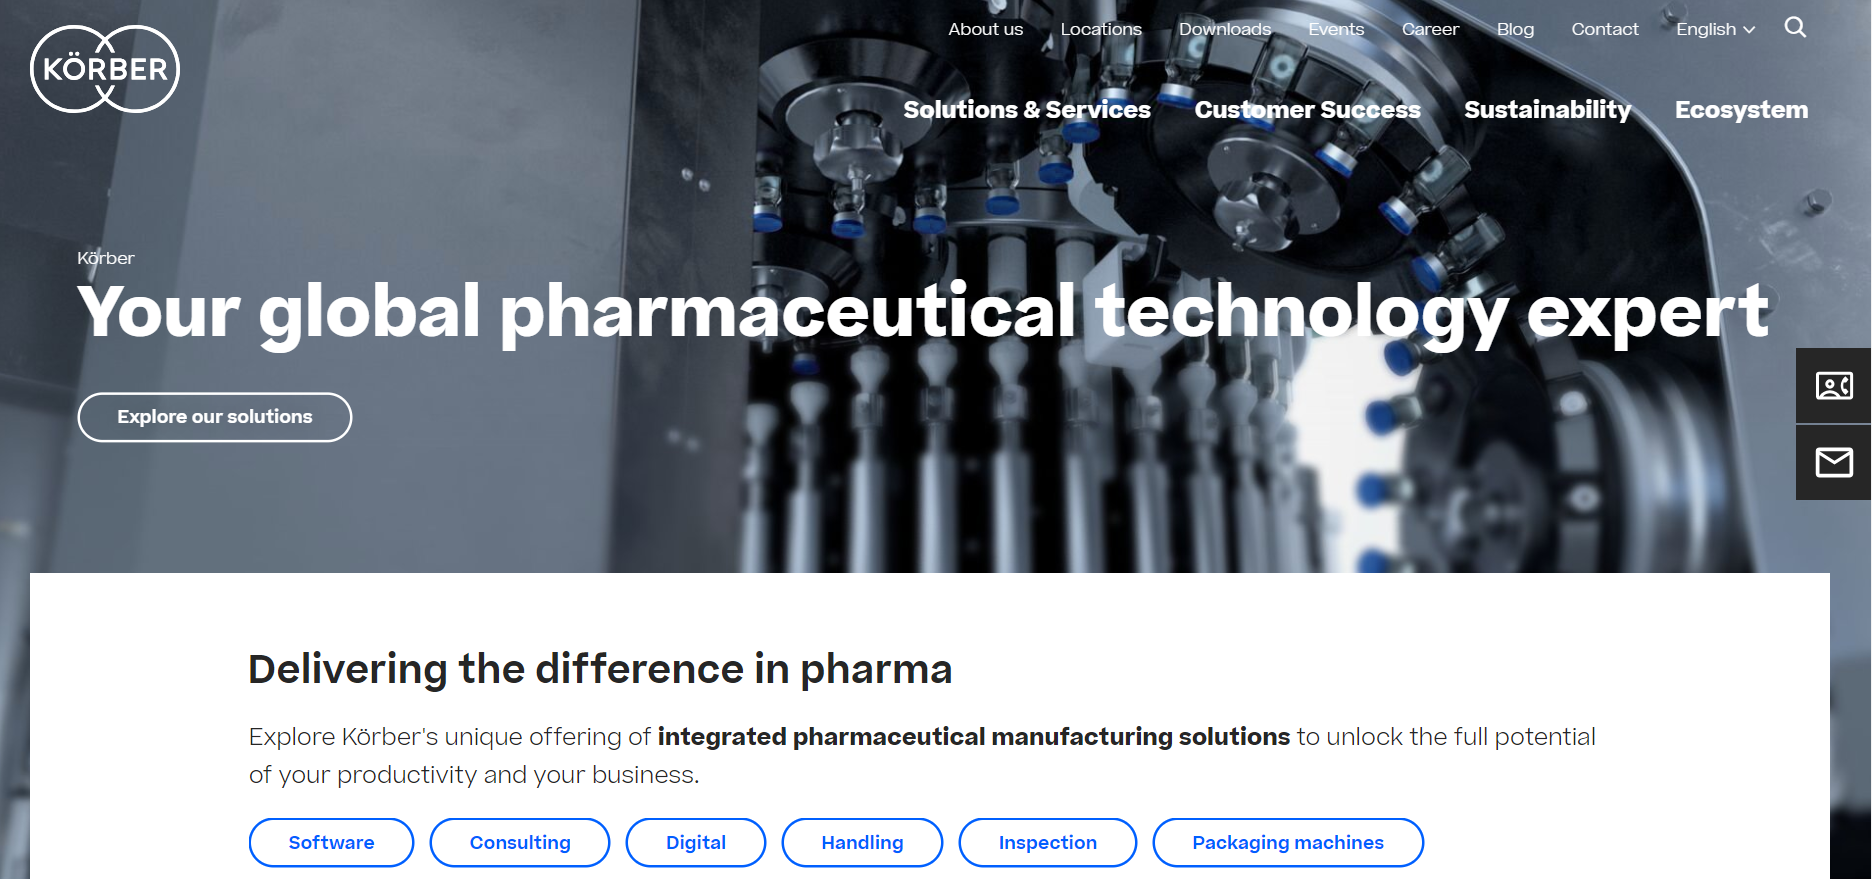 KÖRBER
About us Locations Downloads Events Career Blog Contact English
Solutions & Services Customer Success Sustainability Ecosystem
Körber
Your global pharmaceutical technology expert
Explore our solutions
Delivering the difference in pharma
Explore Körber's unique offering of integrated pharmaceutical manufacturing solutions to unlock the full potential
of your productivity and your business.
Software Consulting Digital Handling Inspection Packaging machines